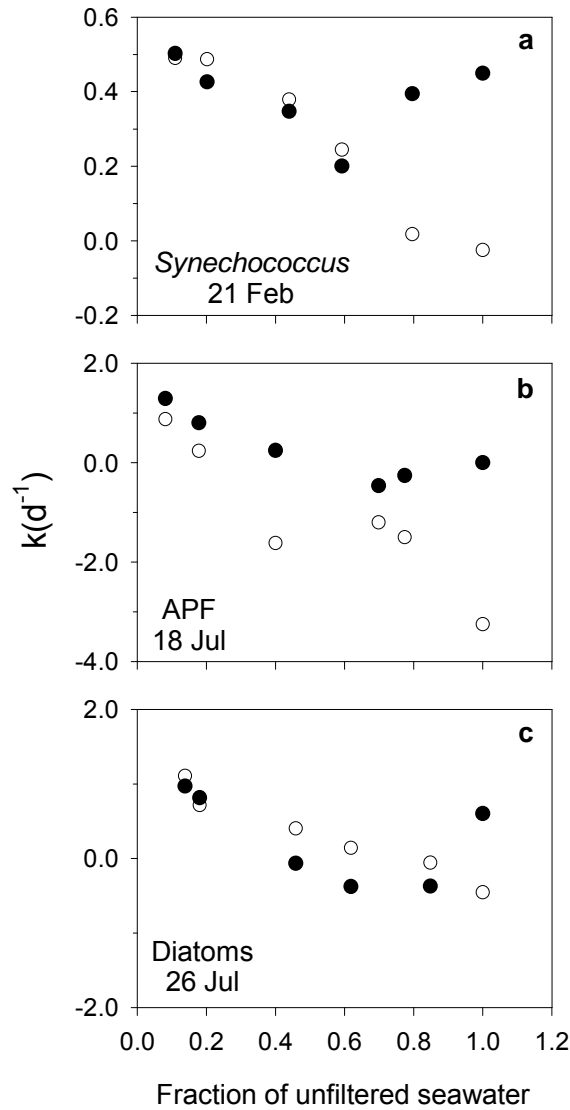 0.6
a
0.4
0.2
0.0
Synechococcus
21 Feb
-0.2
2.0
b
0.0
k(d-1)
-2.0
APF
18 Jul
-4.0
2.0
c
0.0
Diatoms
26 Jul
-2.0
0.0 0.2 0.4 0.6 0.8 1.0 1.2
Fraction of unfiltered seawater